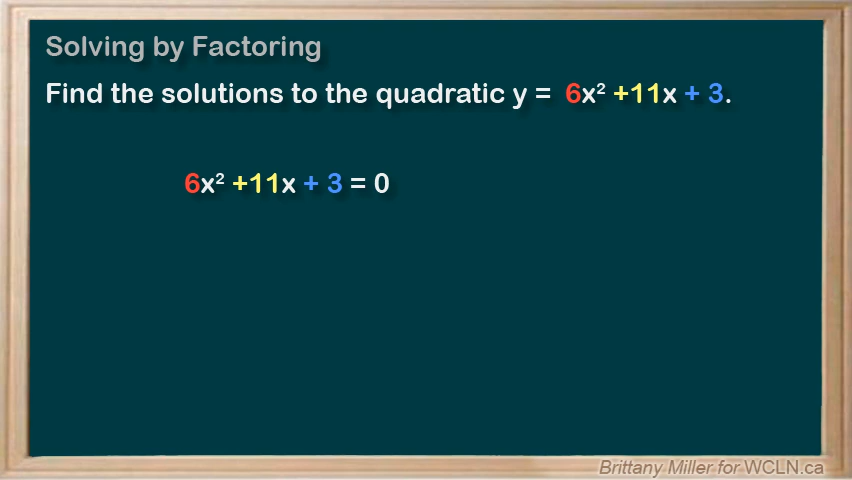 Solving by Factoring
Find the solutions to the quadratic y = 6x² +11x + 3.
6x² +11x + 3 = 0
Brittany Miller for WCLN.ca